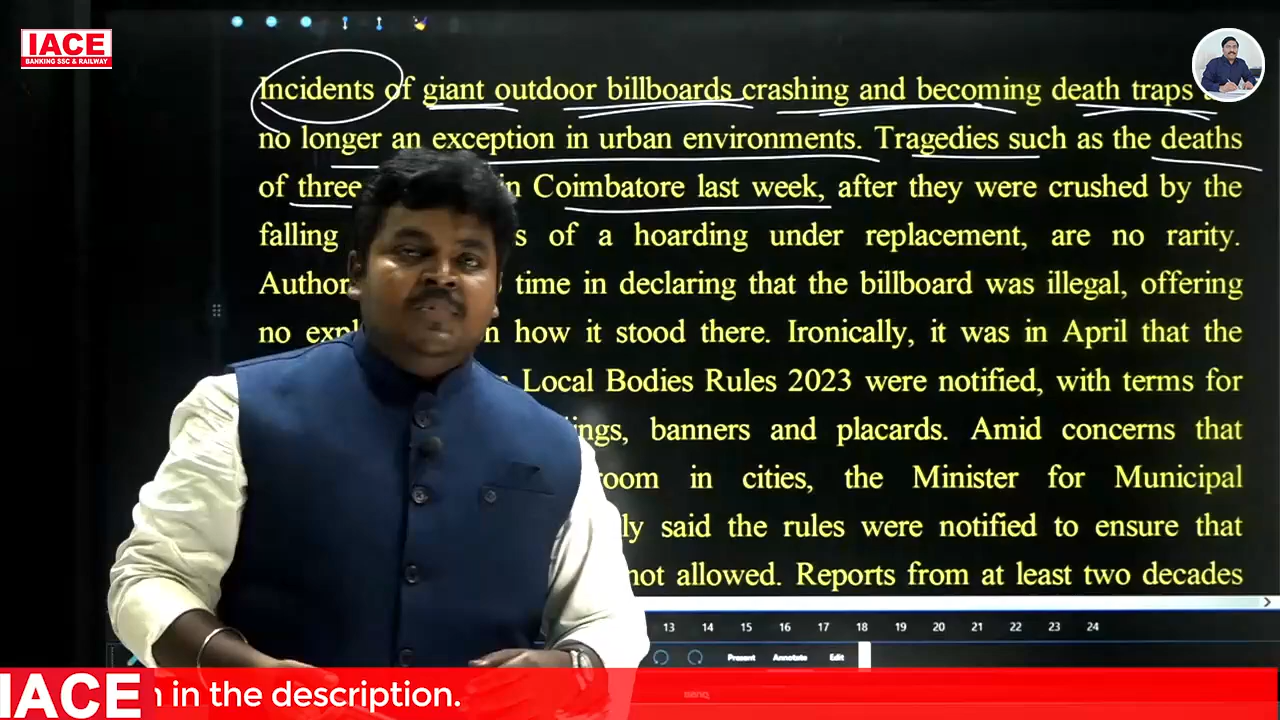 IACE
BANKING SSC & RAILWAY
Incidents of giant outdoor billboards crashing and becoming death traps
no longer an exception in urban environments. Tragedies such as the deaths
of three in Coimbatore last week, after they were crushed by the
falling of a hoarding under replacement, are no rarity.
time in declaring that the billboard was illegal, offering
no how it stood there. Ironically, it was in April that the
Local Bodies Rules 2023 were notified, with terms for
banners and placards. Amid concerns that
in cities, the Minister for Municipal
said the rules were notified to ensure that
not allowed. Reports from at least two decades
13 14 15 16 17 18 19 20 21 22 23 24
Present Annotate Edit
BenQ
IACE in the description.